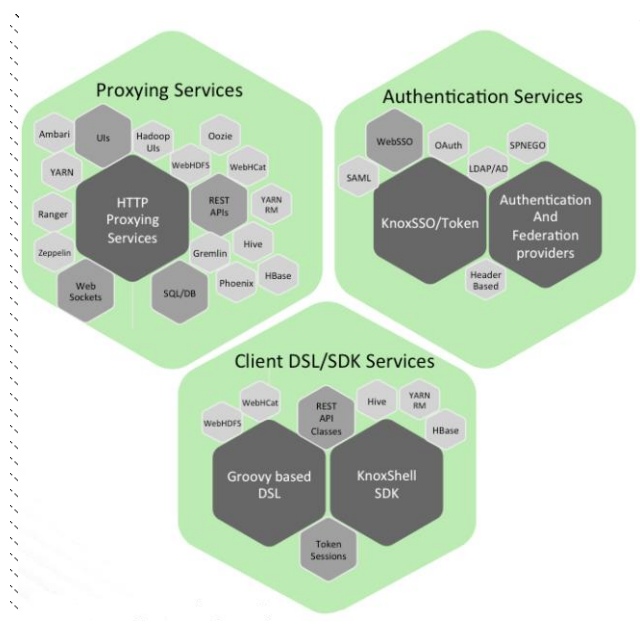 Proxying Services
Ambari
UIs
Hadoop
UIs
Oozie
WebHDFS
WebHCat
YARN
Ranger
HTTP
Proxying
Services
REST
APIs
YARN
RM
Zeppelin
Gremlin
Hive
Web
Sockets
SQL/DB
Phoenix
HBase
Authentication Services
WebSSO
OAuth
SPNEGO
SAML
LDAP/AD
KnoxSSO/Token
Authentication
And
Federation
providers
Header
Based
Client DSL/SDK Services
WebHDFS
WebHCat
REST
API
Classes
Hive
YARN
RM
HBase
Groovy based
DSL
KnoxShell
SDK
Token
Sessions